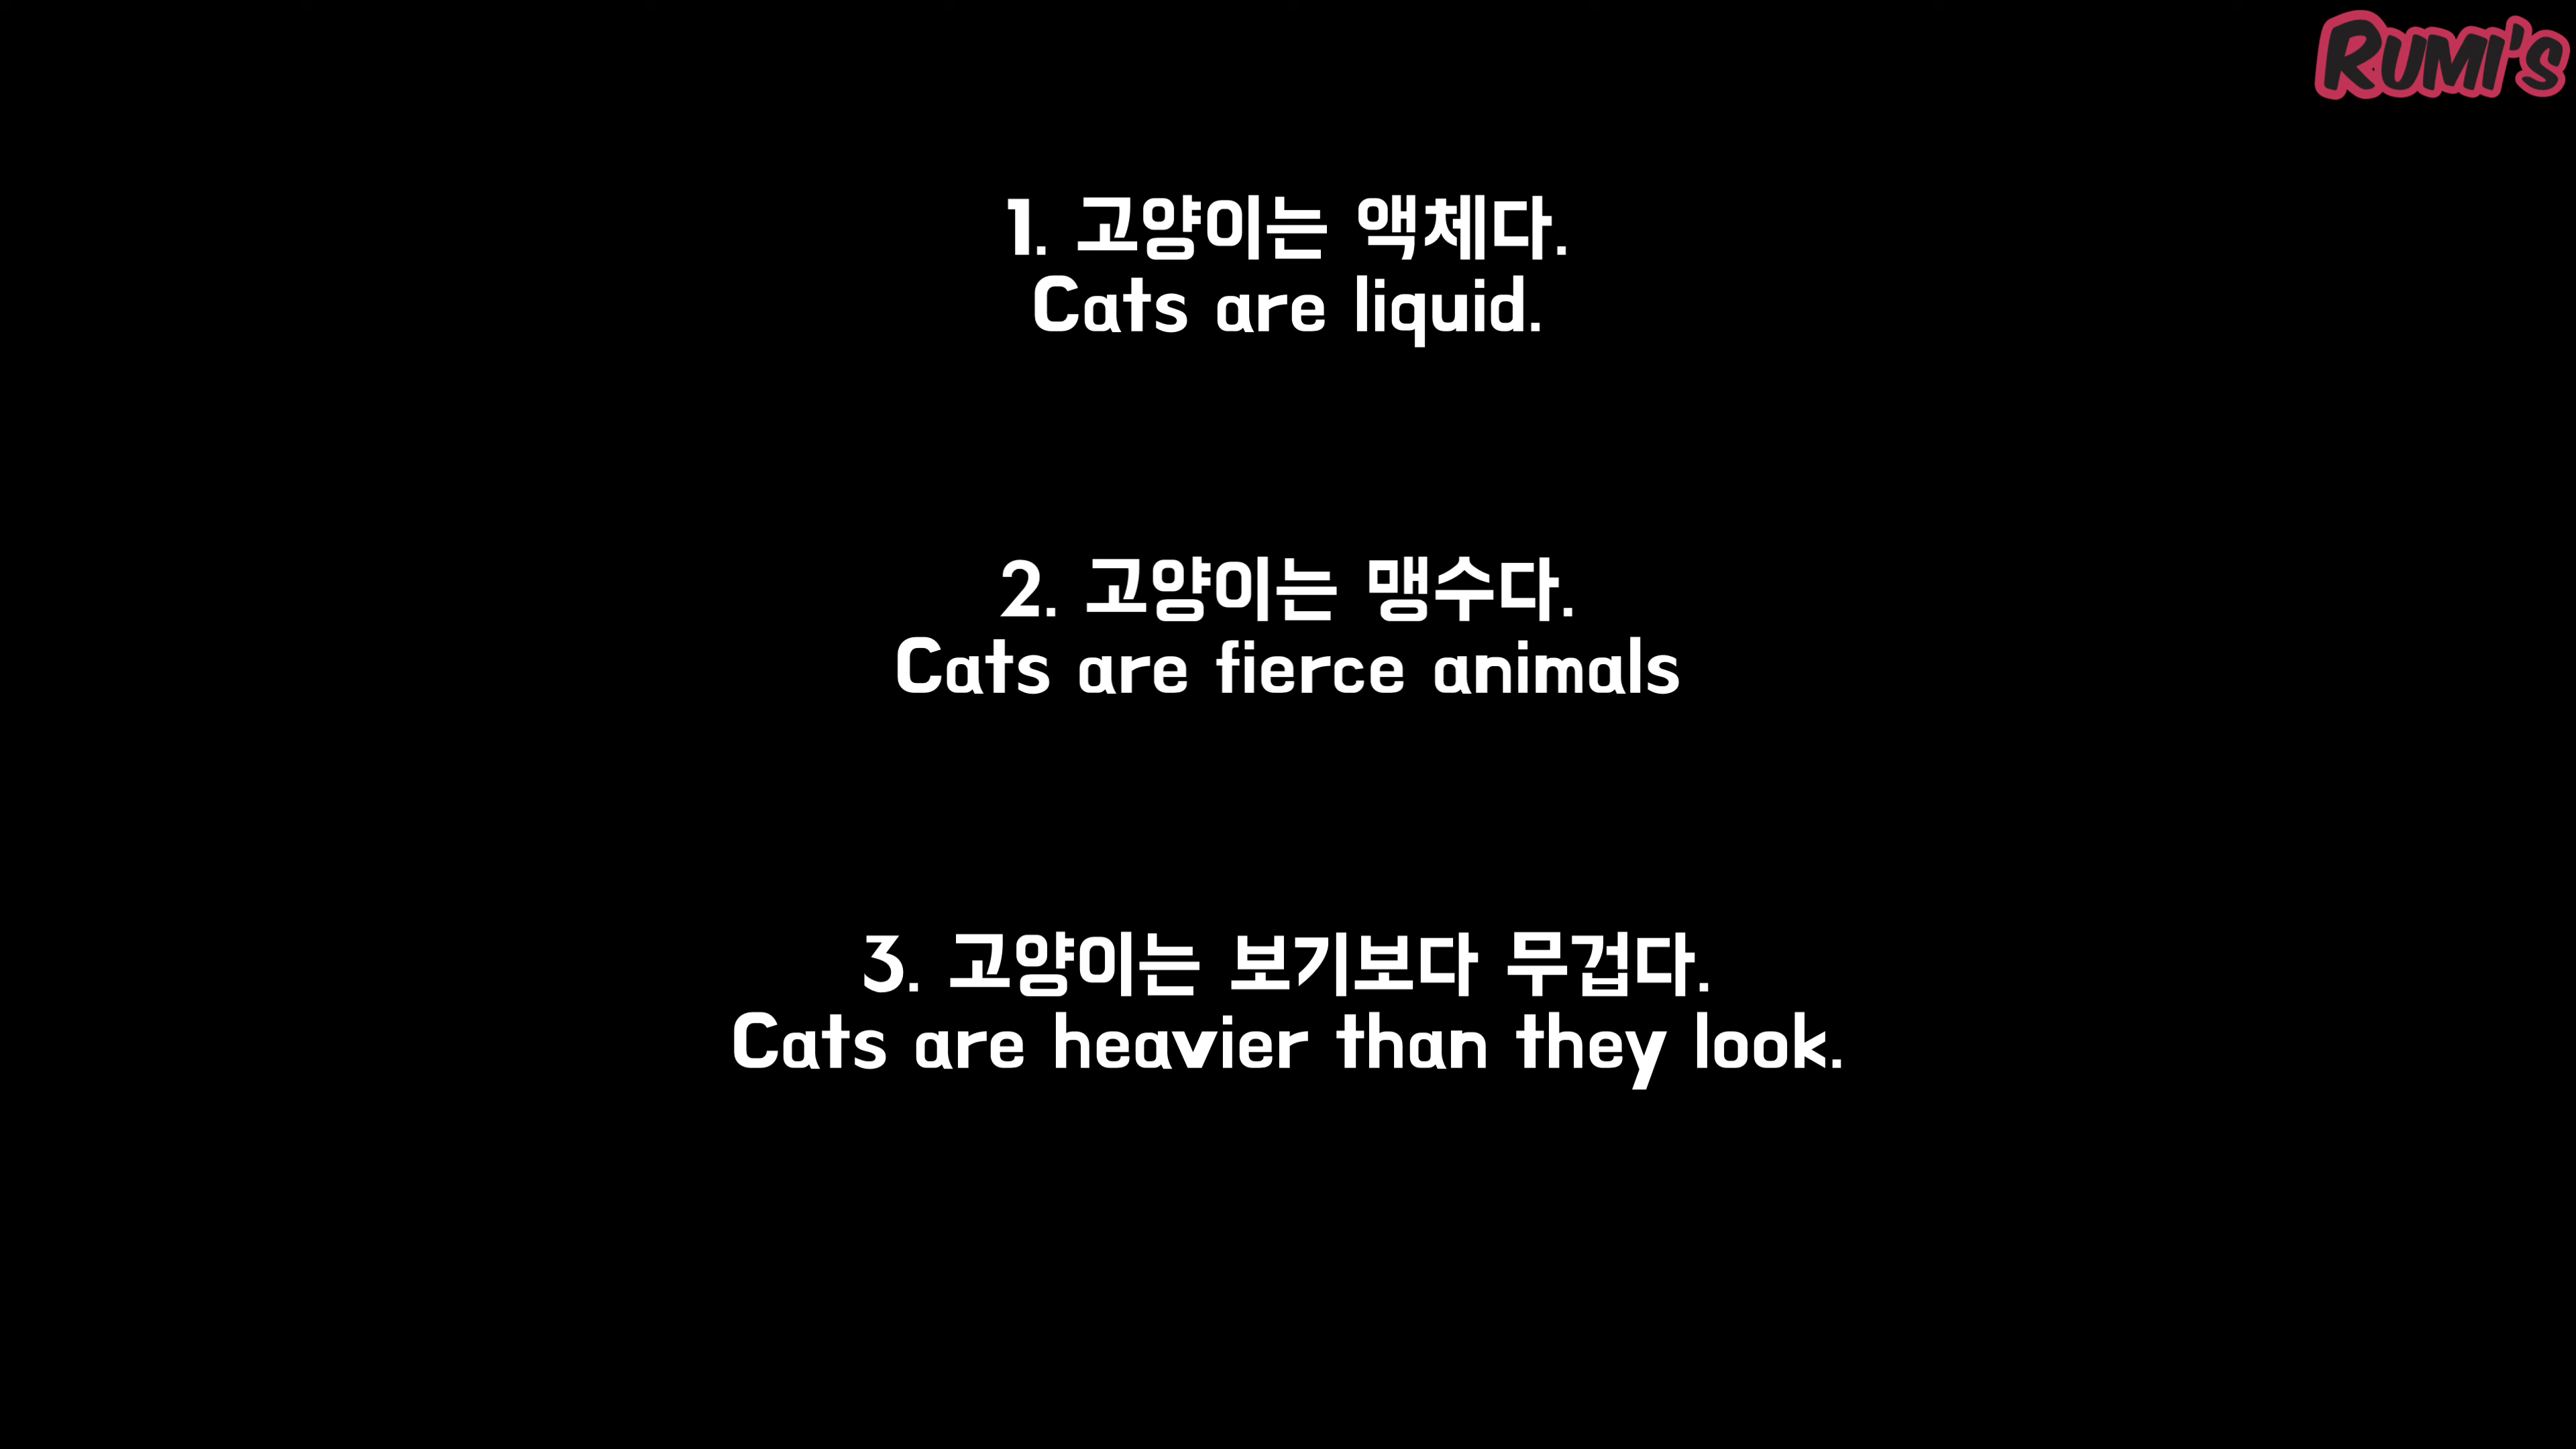 RUMI'S
1. 고양이는 액체다.
Cats are liquid.
2. 고양이는 맹수다.
Cats are fierce animals
3. 고양이는 보기보다 무겁다.
Cats are heavier than they look.